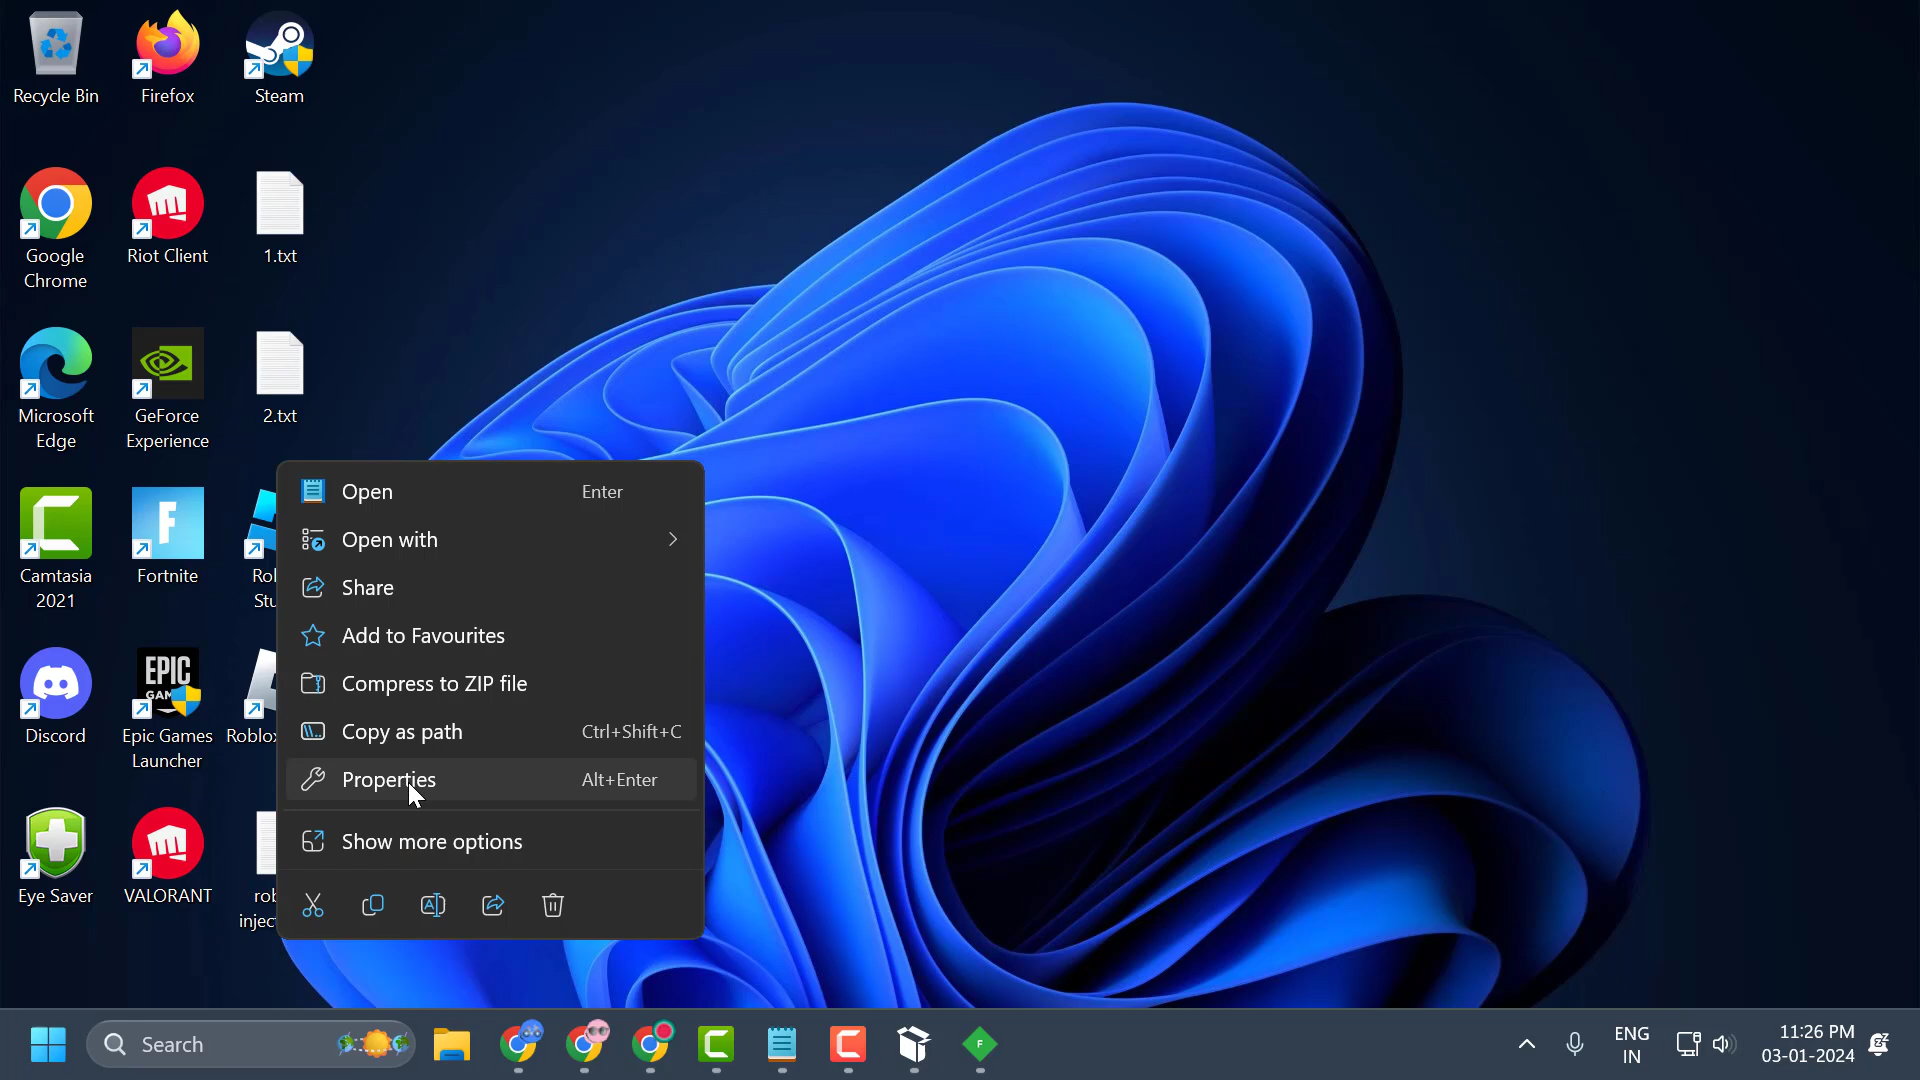 Recycle Bin
Firefox
Steam
Google
Chrome
Riot Client
1.txt
Microsoft
Edge
GeForce
Experience
2.txt
Camtasia
2021
F
Fortnite
Discord
EPIC
Epic Games
Launcher
Eye Saver
VALORANT
Open Enter
Open with
Share
Add to Favourites
Compress to ZIP file
Copy as path Ctrl+Shift+C
Properties Alt+Enter
Show more options
Search
F
ENG
IN
11:26 PM
03-01-2024